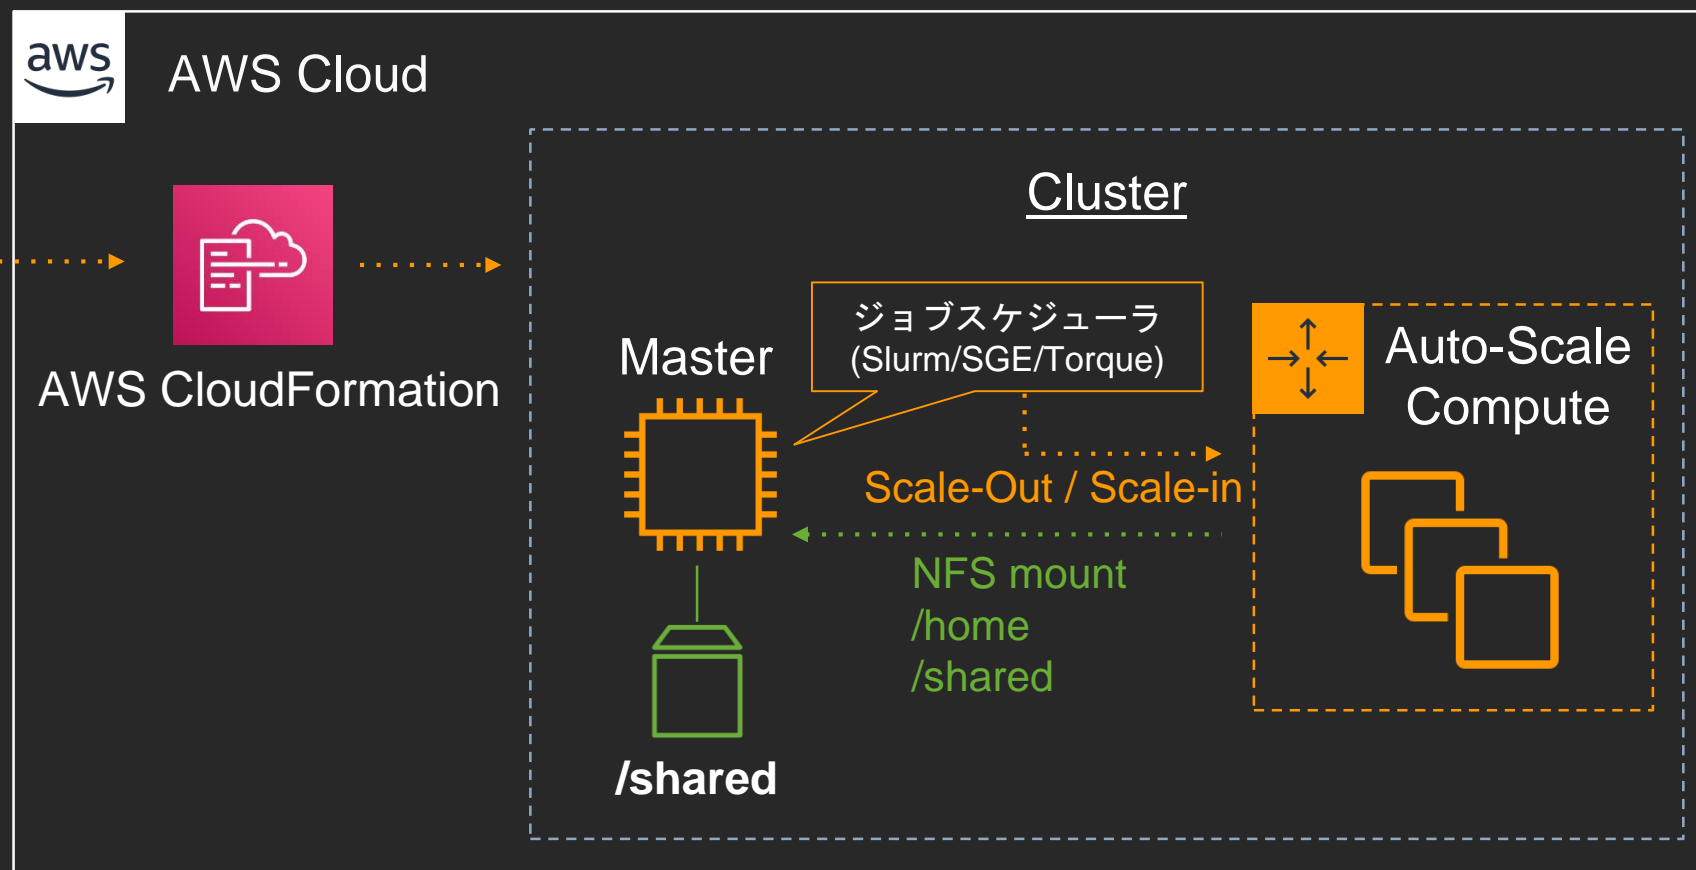 aws
AWS Cloud
Cluster
ジョブスケジューラ
(Slurm/SGE/Torque)
Auto-Scale
Compute
Master
AWS CloudFormation
Scale-Out / Scale-in
NFS mount
/home
/shared
/shared